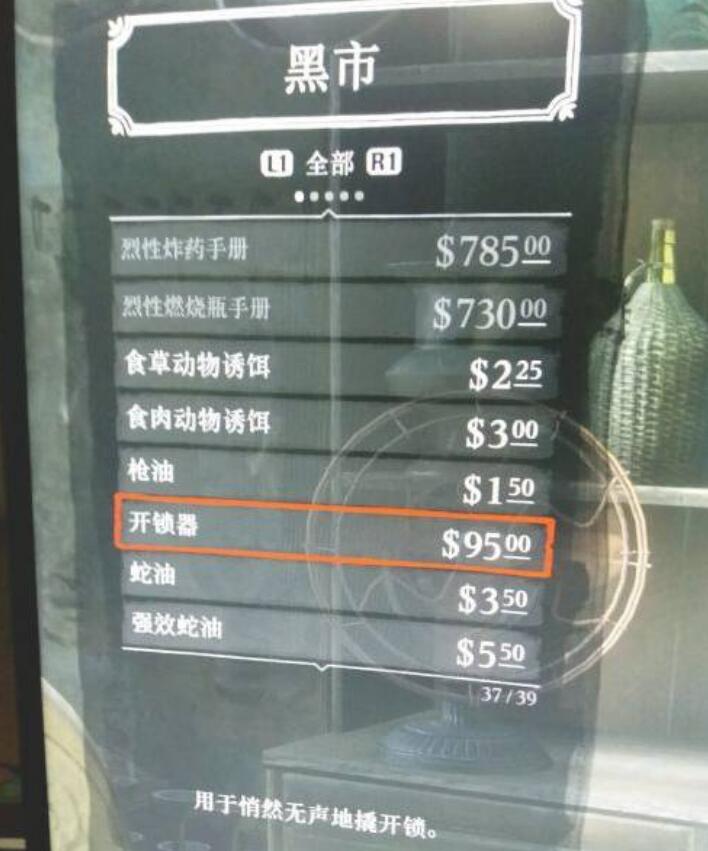 黑市
L1 全部 R1
烈性炸药手册 $78500
烈性燃烧瓶手册 $73000
食草动物诱饵 $225
食肉动物诱饵 $300
枪油 $150
开锁器 $9500
蛇油 $350
强效蛇油 $550
37/39
用于悄然无声地撬开锁。